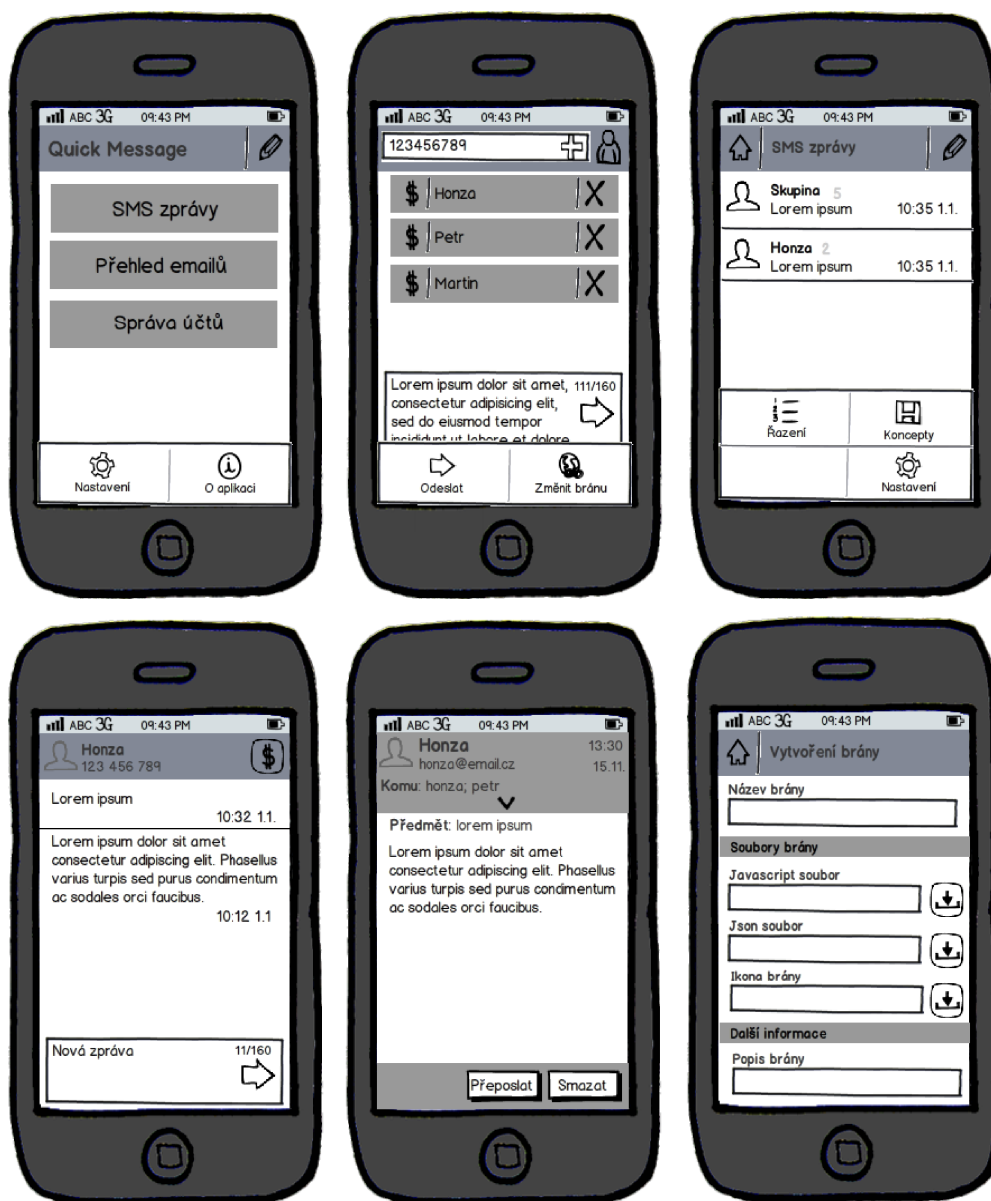 ABC 3G 09:43 PM
Quick Message
SMS zprávy
Přehled emailů
Správa účtů
Nastavení
O aplikaci
ABC 3G 09:43 PM
123456789
$ Honza X
$ Petr X
$ Martin X
Lorem ipsum dolor sit amet, 111/160
consectetur adipisicing elit,
sed do eiusmod tempor
incididunt ut labore et dolore
Odeslat
Změnit bránu
ABC 3G 09:43 PM
SMS zprávy
Skupina 5
Lorem ipsum 10:35 1.1.
Honza 2
Lorem ipsum 10:35 1.1.
Řazení
Koncepty
Nastavení
ABC 3G 09:43 PM
Honza
123 456 789
$
Lorem ipsum
10:32 1.1.
Lorem ipsum dolor sit amet
consectetur adipiscing elit. Phasellus
varius turpis sed purus condimentum
ac sodales orci faucibus.
10:12 1.1
Nová zpráva 11/160
ABC 3G 09:43 PM
Honza 13:30
honza@email.cz 15.11.
Komu: honza; petr
Předmět: lorem ipsum
Lorem ipsum dolor sit amet
consectetur adipiscing elit. Phasellus
varius turpis sed purus condimentum
ac sodales orci faucibus.
Přeposlat Smazat
ABC 3G 09:43 PM
Vytvoření brány
Název brány
Soubory brány
Javascript soubor
Json soubor
Ikona brány
Další informace
Popis brány